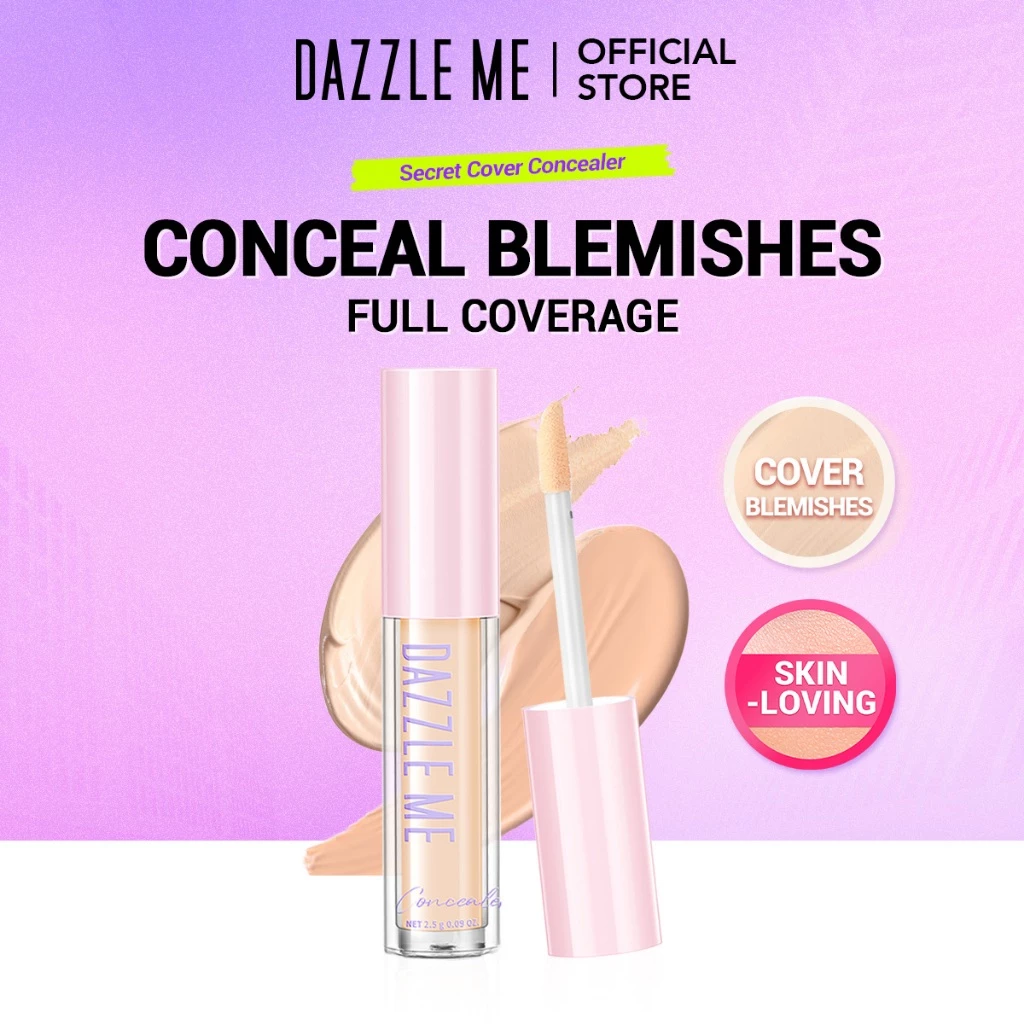 DAZZLE ME | OFFICIAL
STORE
Secret Cover Concealer
CONCEAL BLEMISHES
FULL COVERAGE
COVER
BLEMISHES
SKIN
-LOVING
DAZZLE ME
Concealer
NET 2.5 g 0.09 OZ.